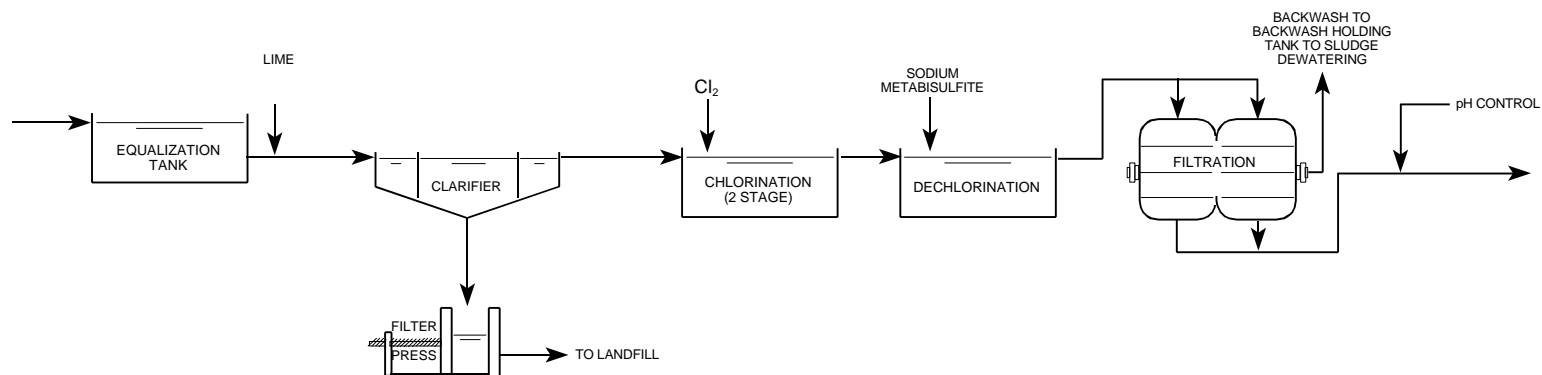 LIME
EQUALIZATION
TANK
CLARIFIER
FILTER
PRESS
TO LANDFILL
Cl₂
CHLORINATION
(2 STAGE)
SODIUM
METABISULFITE
DECHLORINATION
BACKWASH TO
BACKWASH HOLDING
TANK TO SLUDGE
DEWATERING
FILTRATION
pH CONTROL